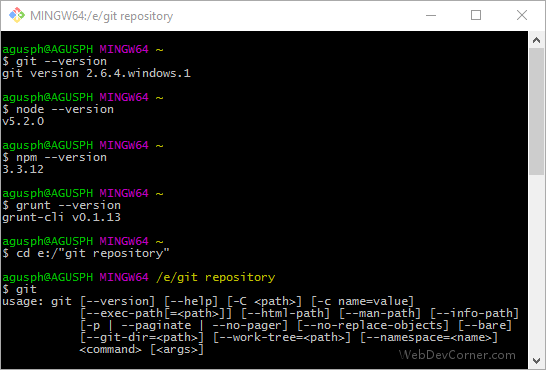 MINGW64:/e/git repository
agusph@AGUSPH MINGW64 ~
$ git --version
git version 2.6.4.windows.1
agusph@AGUSPH MINGW64 ~
$ node --version
v5.2.0
agusph@AGUSPH MINGW64 ~
$ npm --version
3.3.12
agusph@AGUSPH MINGW64 ~
$ grunt --version
grunt-cli v0.1.13
agusph@AGUSPH MINGW64 ~
$ cd e:/"git repository"
agusph@AGUSPH MINGW64 /e/git repository
$ git
usage: git [--version] [--help] [-C <path>] [-c name=value]
           [--exec-path[=<path>]] [--html-path] [--man-path] [--info-path]
           [-p | --paginate | --no-pager] [--no-replace-objects] [--bare]
           [--git-dir=<path>] [--work-tree=<path>] [--namespace=<name>]
           <command> [<args>]
WebDevCorner.com